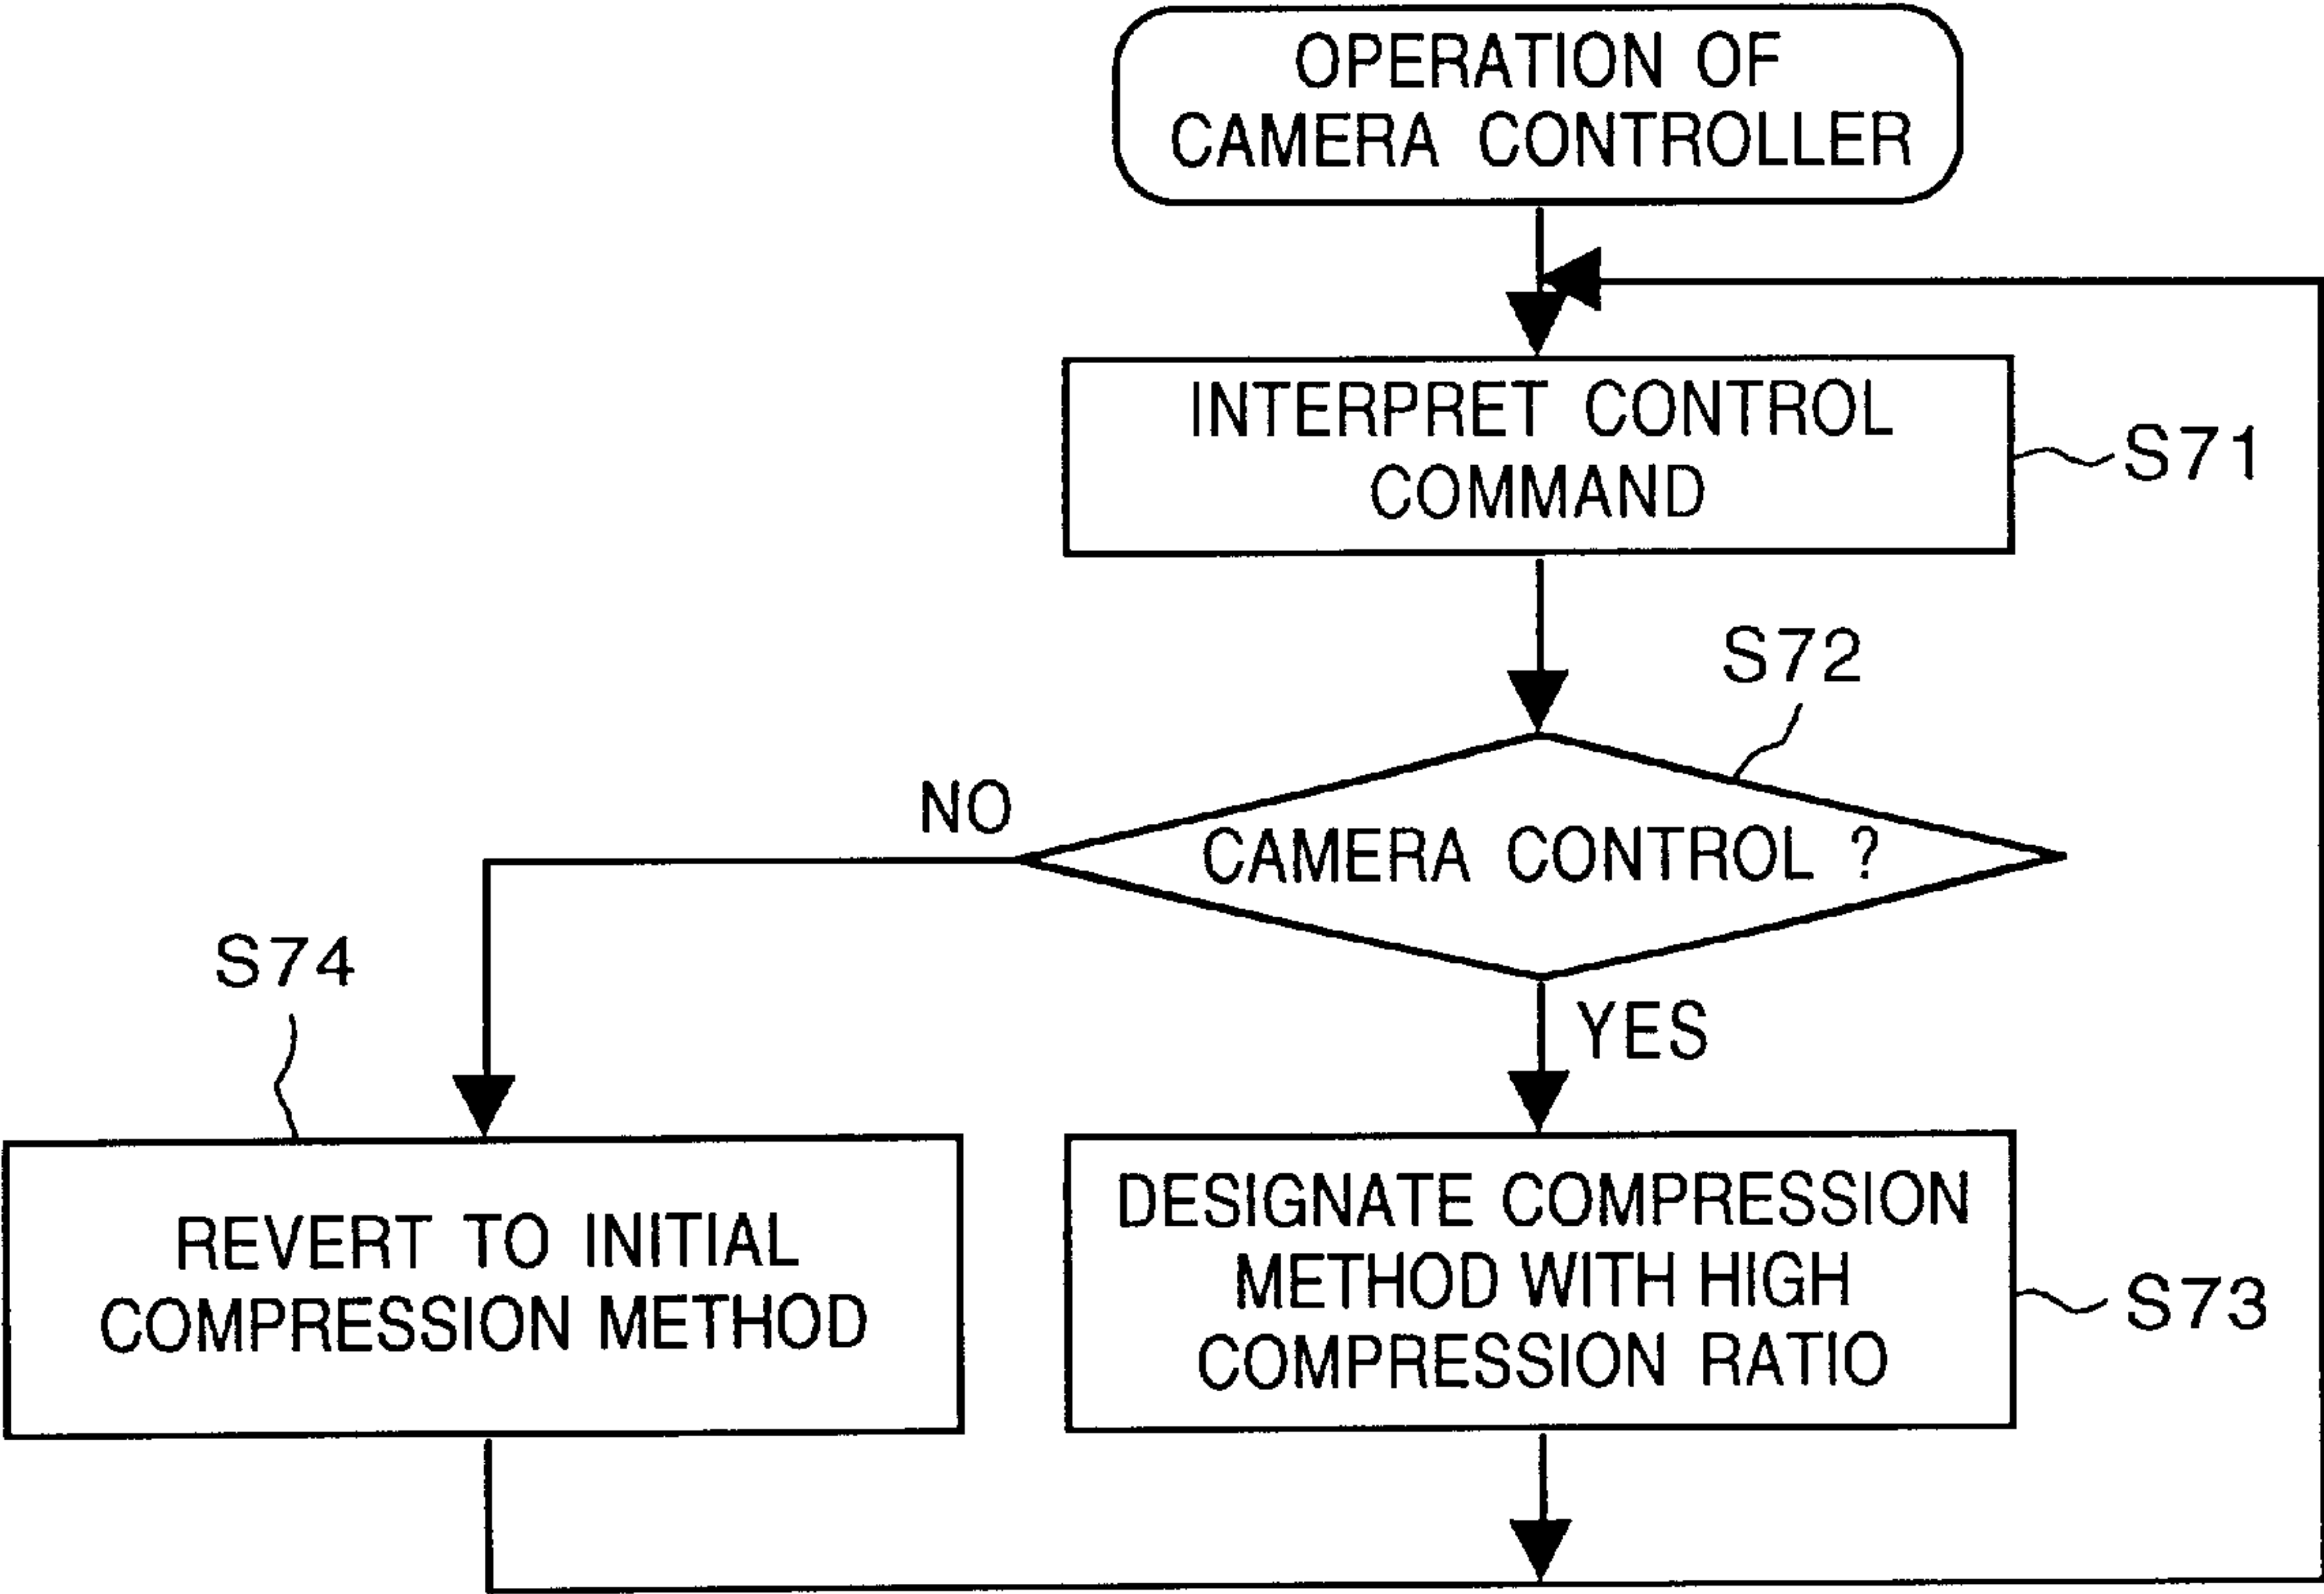 OPERATION OF
CAMERA CONTROLLER
INTERPRET CONTROL
COMMAND
S71
S72
NO
CAMERA CONTROL ?
S74
YES
REVERT TO INITIAL
COMPRESSION METHOD
DESIGNATE COMPRESSION
METHOD WITH HIGH
COMPRESSION RATIO
S73